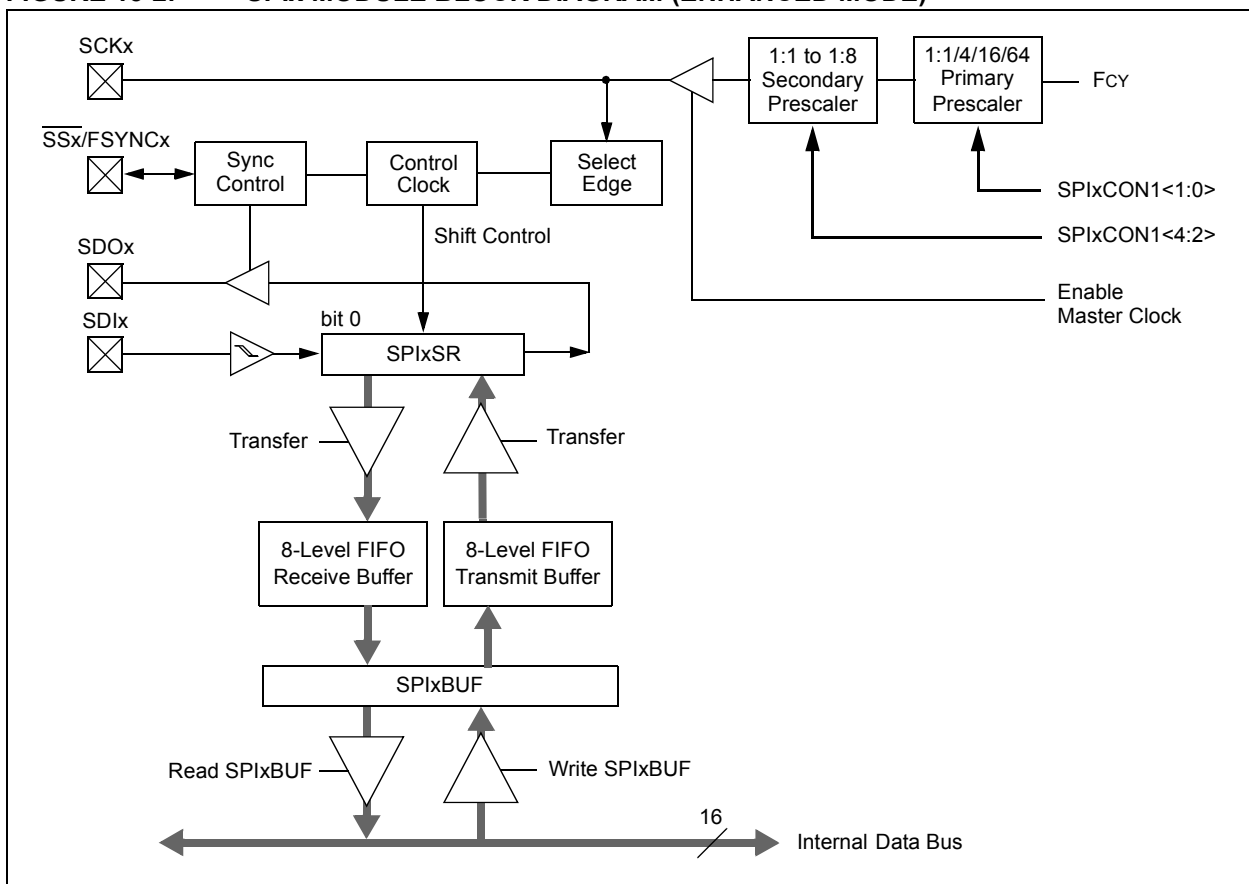 SCKx
1:1 to 1:8
Secondary
Prescaler
1:1/4/16/64
Primary
Prescaler
FCY
SSx/FSYNCx
Sync
Control
Control
Clock
Select
Edge
SPIxCON1<1:0>
Shift Control
SPIxCON1<4:2>
SDOx
Enable
Master Clock
SDIx
bit 0
SPIxSR
Transfer
Transfer
8-Level FIFO
Receive Buffer
8-Level FIFO
Transmit Buffer
SPIxBUF
Read SPIxBUF
Write SPIxBUF
16
Internal Data Bus